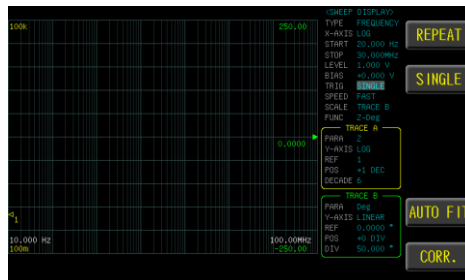 <SWEEP DISPLAY>
TYPE FREQUENCY
X-AXIS LOG
START 20.000 HZ
STOP 30.000MHz
LEVEL 1.000 V
BIAS +0.000 V
TRIG SINGLE
SPEED FAST
SCALE TRACE B
FUNC Z-Deg
TRACE A
PARA Z
Y-AXIS LOG
REF 1
POS +1 DEC
DECADE 6
TRACE B
PARA Deg
Y-AXIS LINEAR
REF 0.0000 °
POS +0 DIV
DIV 50.000 °
100k
250.00
0.0000
1
10.000 HZ
100.00MHz
100m
-250.00
REPEAT
SINGLE
AUTO FIT
CORR.